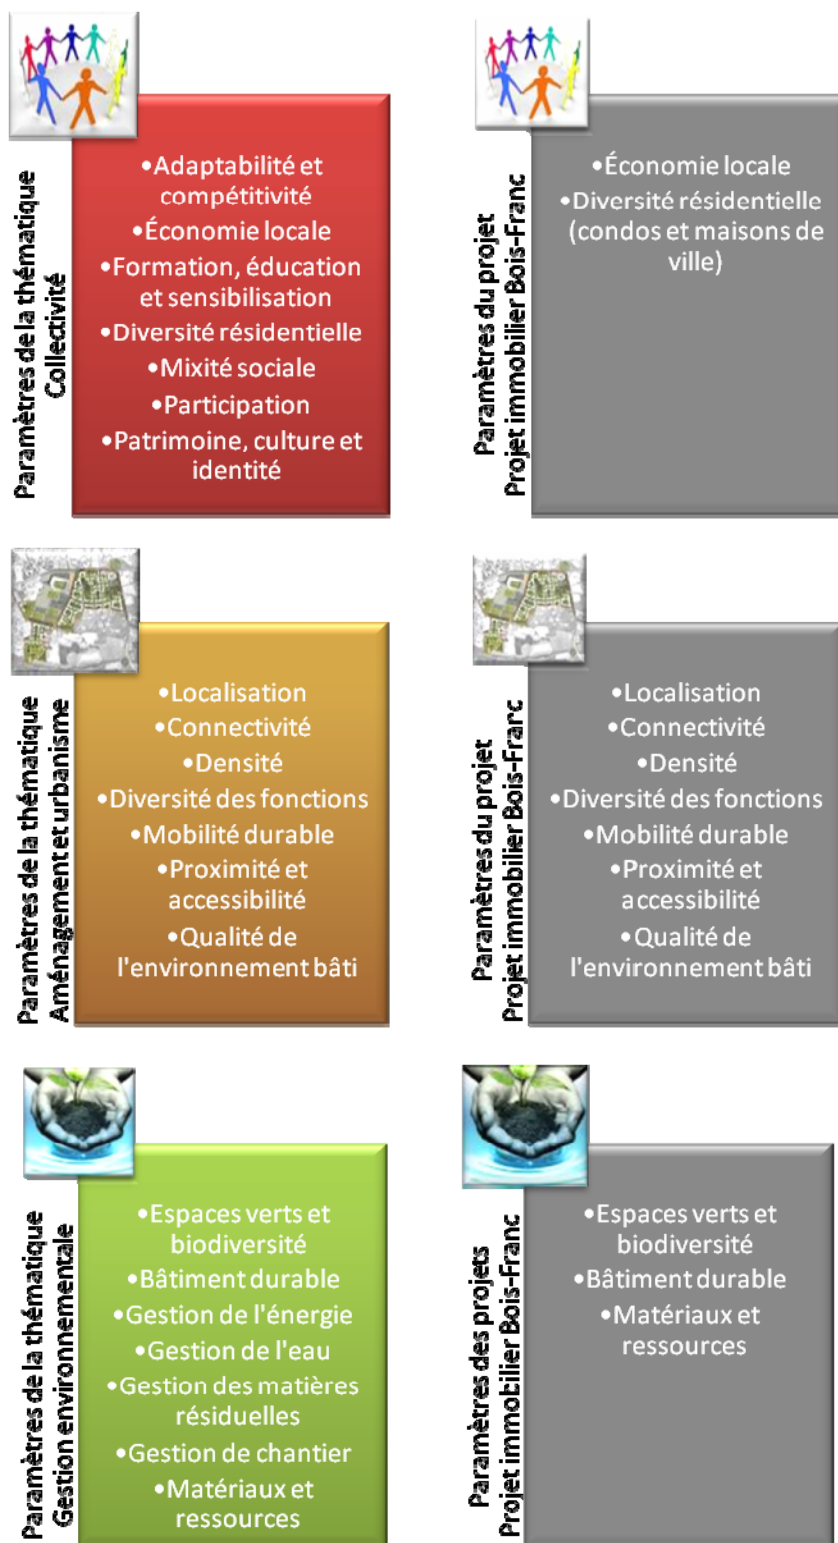 Paramètres de la thématique
Collectivité
•Adaptabilité et
compétitivité
•Économie locale
•Formation, éducation
et sensibilisation
•Diversité résidentielle
•Mixité sociale
•Participation
•Patrimoine, culture et
identité
Paramètres du projet
Projet immobilier Bois-Franc
•Économie locale
•Diversité résidentielle
(condos et maisons de
ville)
Paramètres de la thématique
Aménagement et urbanisme
•Localisation
•Connectivité
•Densité
•Diversité des fonctions
•Mobilité durable
•Proximité et
accessibilité
•Qualité de
l'environnement bâti
Paramètres du projet
Projet immobilier Bois-Franc
•Localisation
•Connectivité
•Densité
•Diversité des fonctions
•Mobilité durable
•Proximité et
accessibilité
•Qualité de
l'environnement bâti
Paramètres de la thématique
Gestion environnementale
•Espaces verts et
biodiversité
•Bâtiment durable
•Gestion de l'énergie
•Gestion de l'eau
•Gestion des matières
résiduelles
•Gestion de chantier
•Matériaux et
ressources
Paramètres des projets
Projet immobilier Bois-Franc
•Espaces verts et
biodiversité
•Bâtiment durable
•Matériaux et
ressources